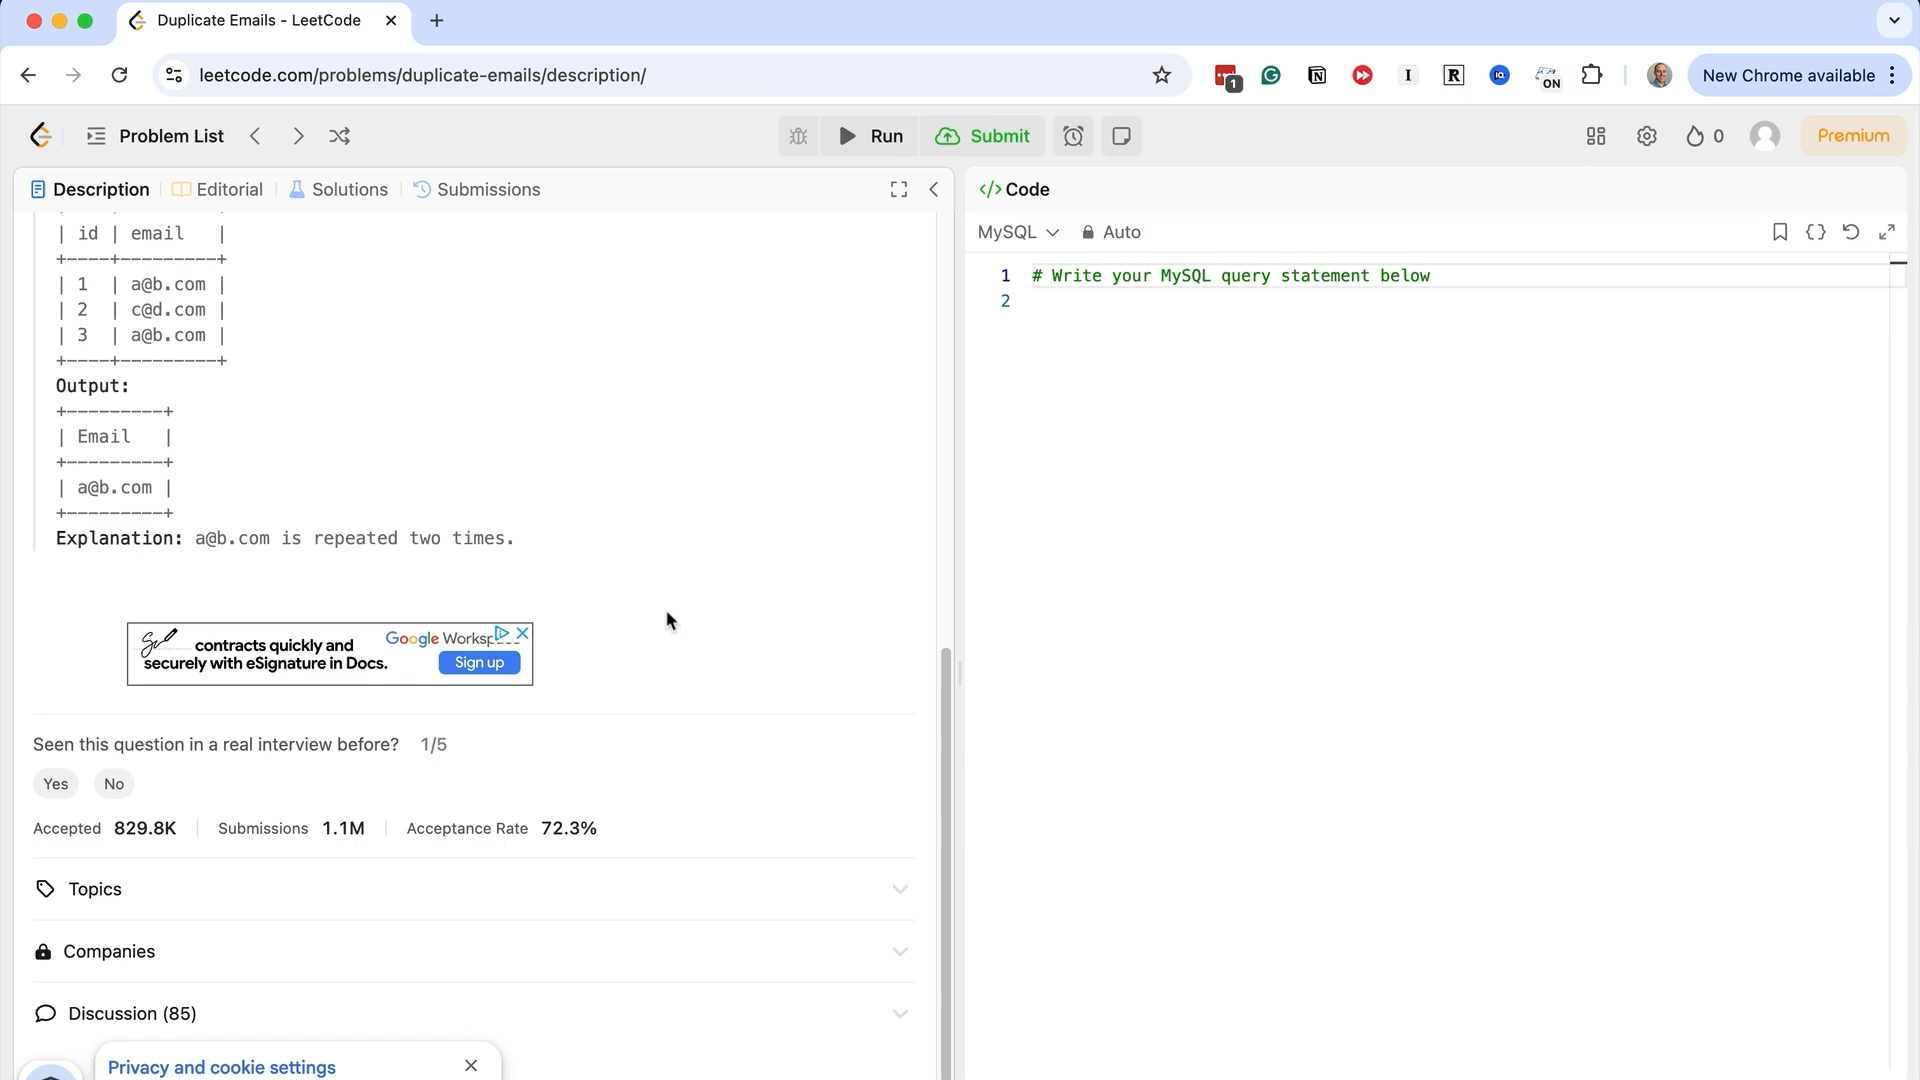 Duplicate Emails - LeetCode
leetcode.com/problems/duplicate-emails/description/
1
ON
New Chrome available
Problem List
Run
Submit
0
Premium
Description
Editorial
Solutions
Submissions
</> Code
MySQL
Auto
| id | email   |
+----+---------+
| 1  | a@b.com |
| 2  | c@d.com |
| 3  | a@b.com |
+----+---------+
Output:
+---------+
| Email   |
+---------+
| a@b.com |
+---------+
Explanation: a@b.com is repeated two times.
1 # Write your MySQL query statement below
2
contracts quickly and
securely with eSignature in Docs.
Google
Sign up
Seen this question in a real interview before? 1/5
Yes No
Accepted 829.8K Submissions 1.1M Acceptance Rate 72.3%
Topics
Companies
Discussion (85)
Privacy and cookie settings